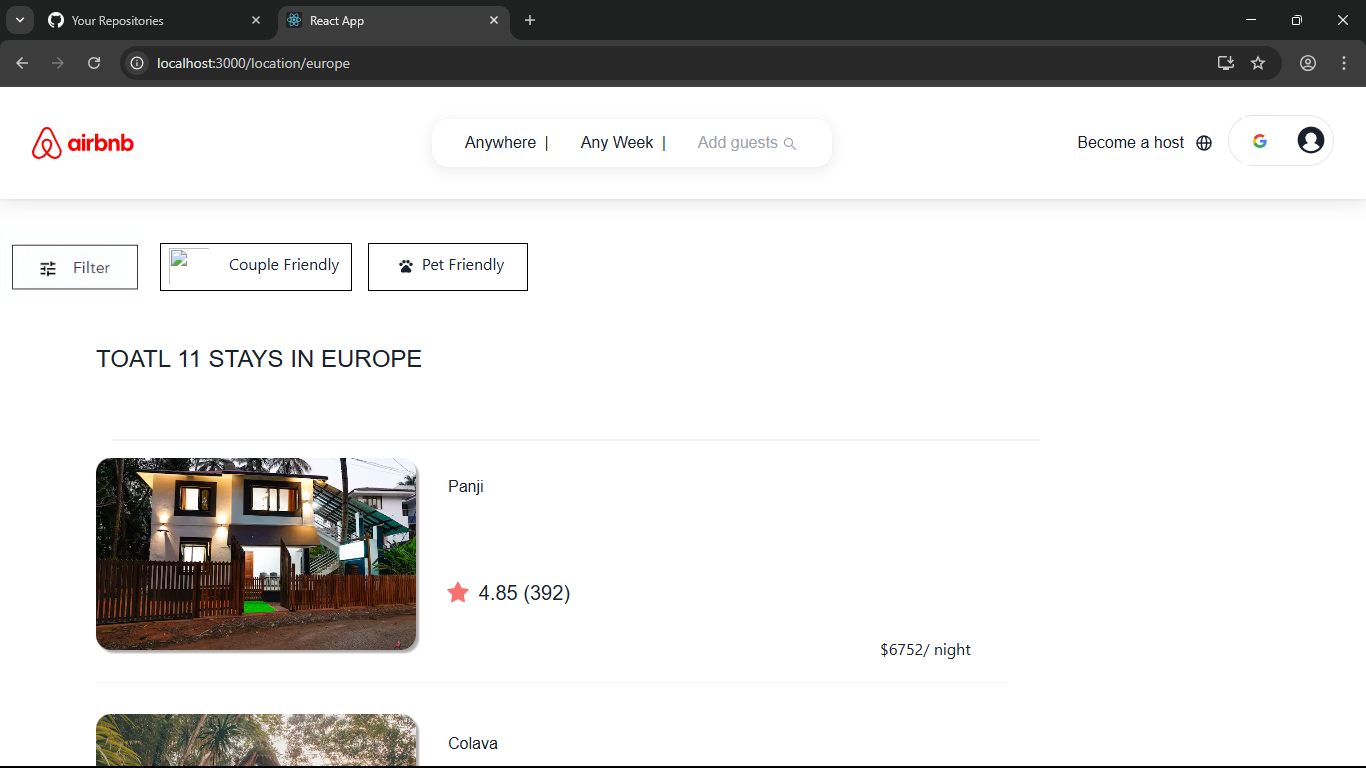 Your Repositories
React App
localhost:3000/location/europe
airbnb
Anywhere |
Any Week |
Add guests
Become a host
Filter
Couple Friendly
Pet Friendly
TOATL 11 STAYS IN EUROPE
Panji
4.85 (392)
$6752/ night
Colava